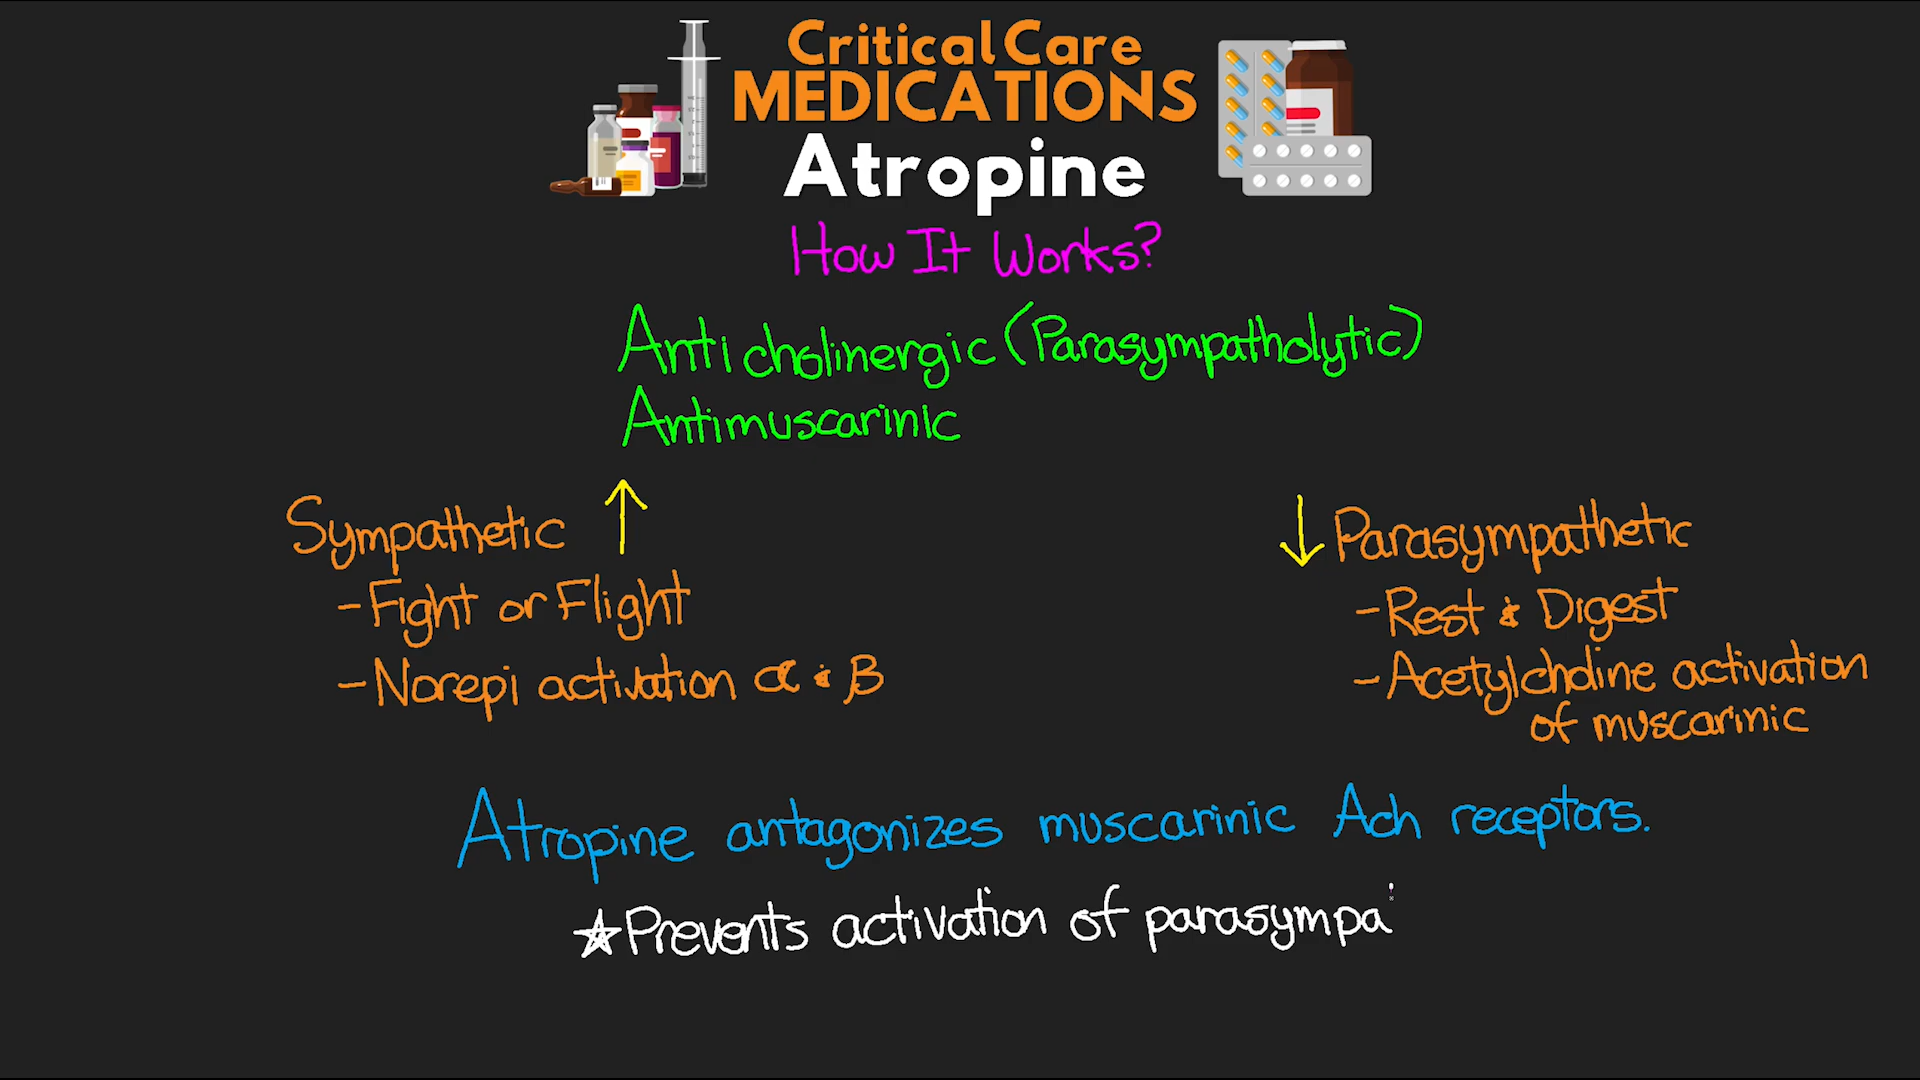 Critical Care
MEDICATIONS
Atropine
How It Works?
Anticholinergic (Parasympatholytic)
Antimuscarinic
Sympathetic ↑
- Fight or Flight
- Norepi activation α & β
↓ Parasympathetic
- Rest & Digest
- Acetylcholine activation
of muscarinic
Atropine antagonizes muscarinic Ach receptors.
☆Prevents activation of parasympa